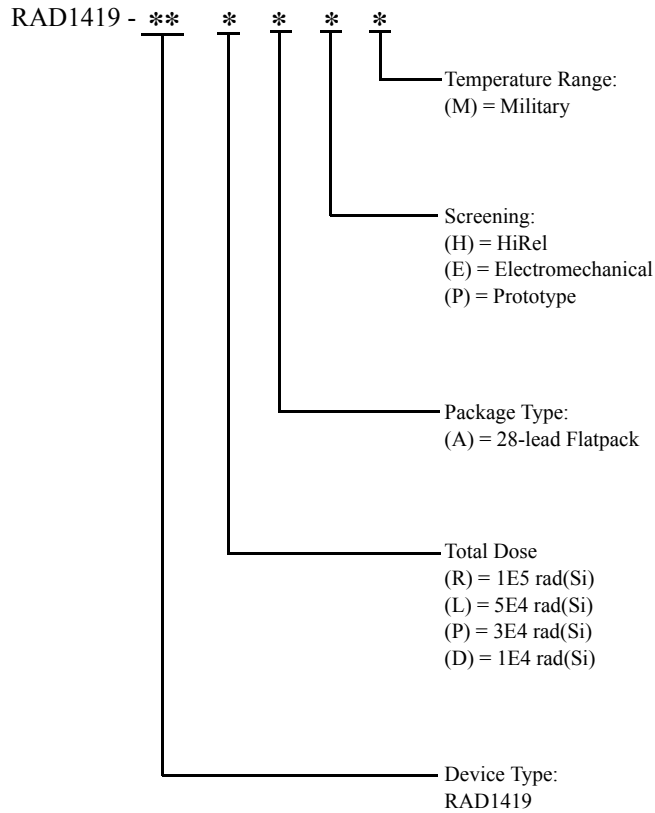 RAD1419 - ** * * * *
Temperature Range:
(M) = Military
Screening:
(H) = HiRel
(E) = Electromechanical
(P) = Prototype
Package Type:
(A) = 28-lead Flatpack
Total Dose
(R) = 1E5 rad(Si)
(L) = 5E4 rad(Si)
(P) = 3E4 rad(Si)
(D) = 1E4 rad(Si)
Device Type:
RAD1419